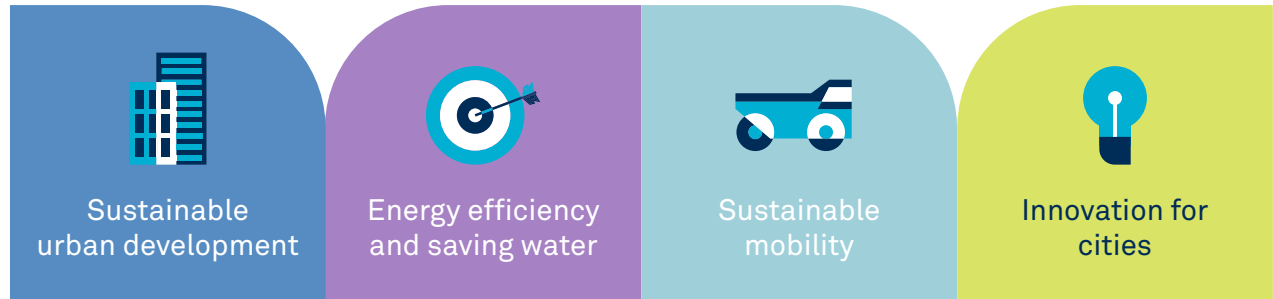 Sustainable
urban development
Energy efficiency
and saving water
Sustainable
mobility
Innovation for
cities